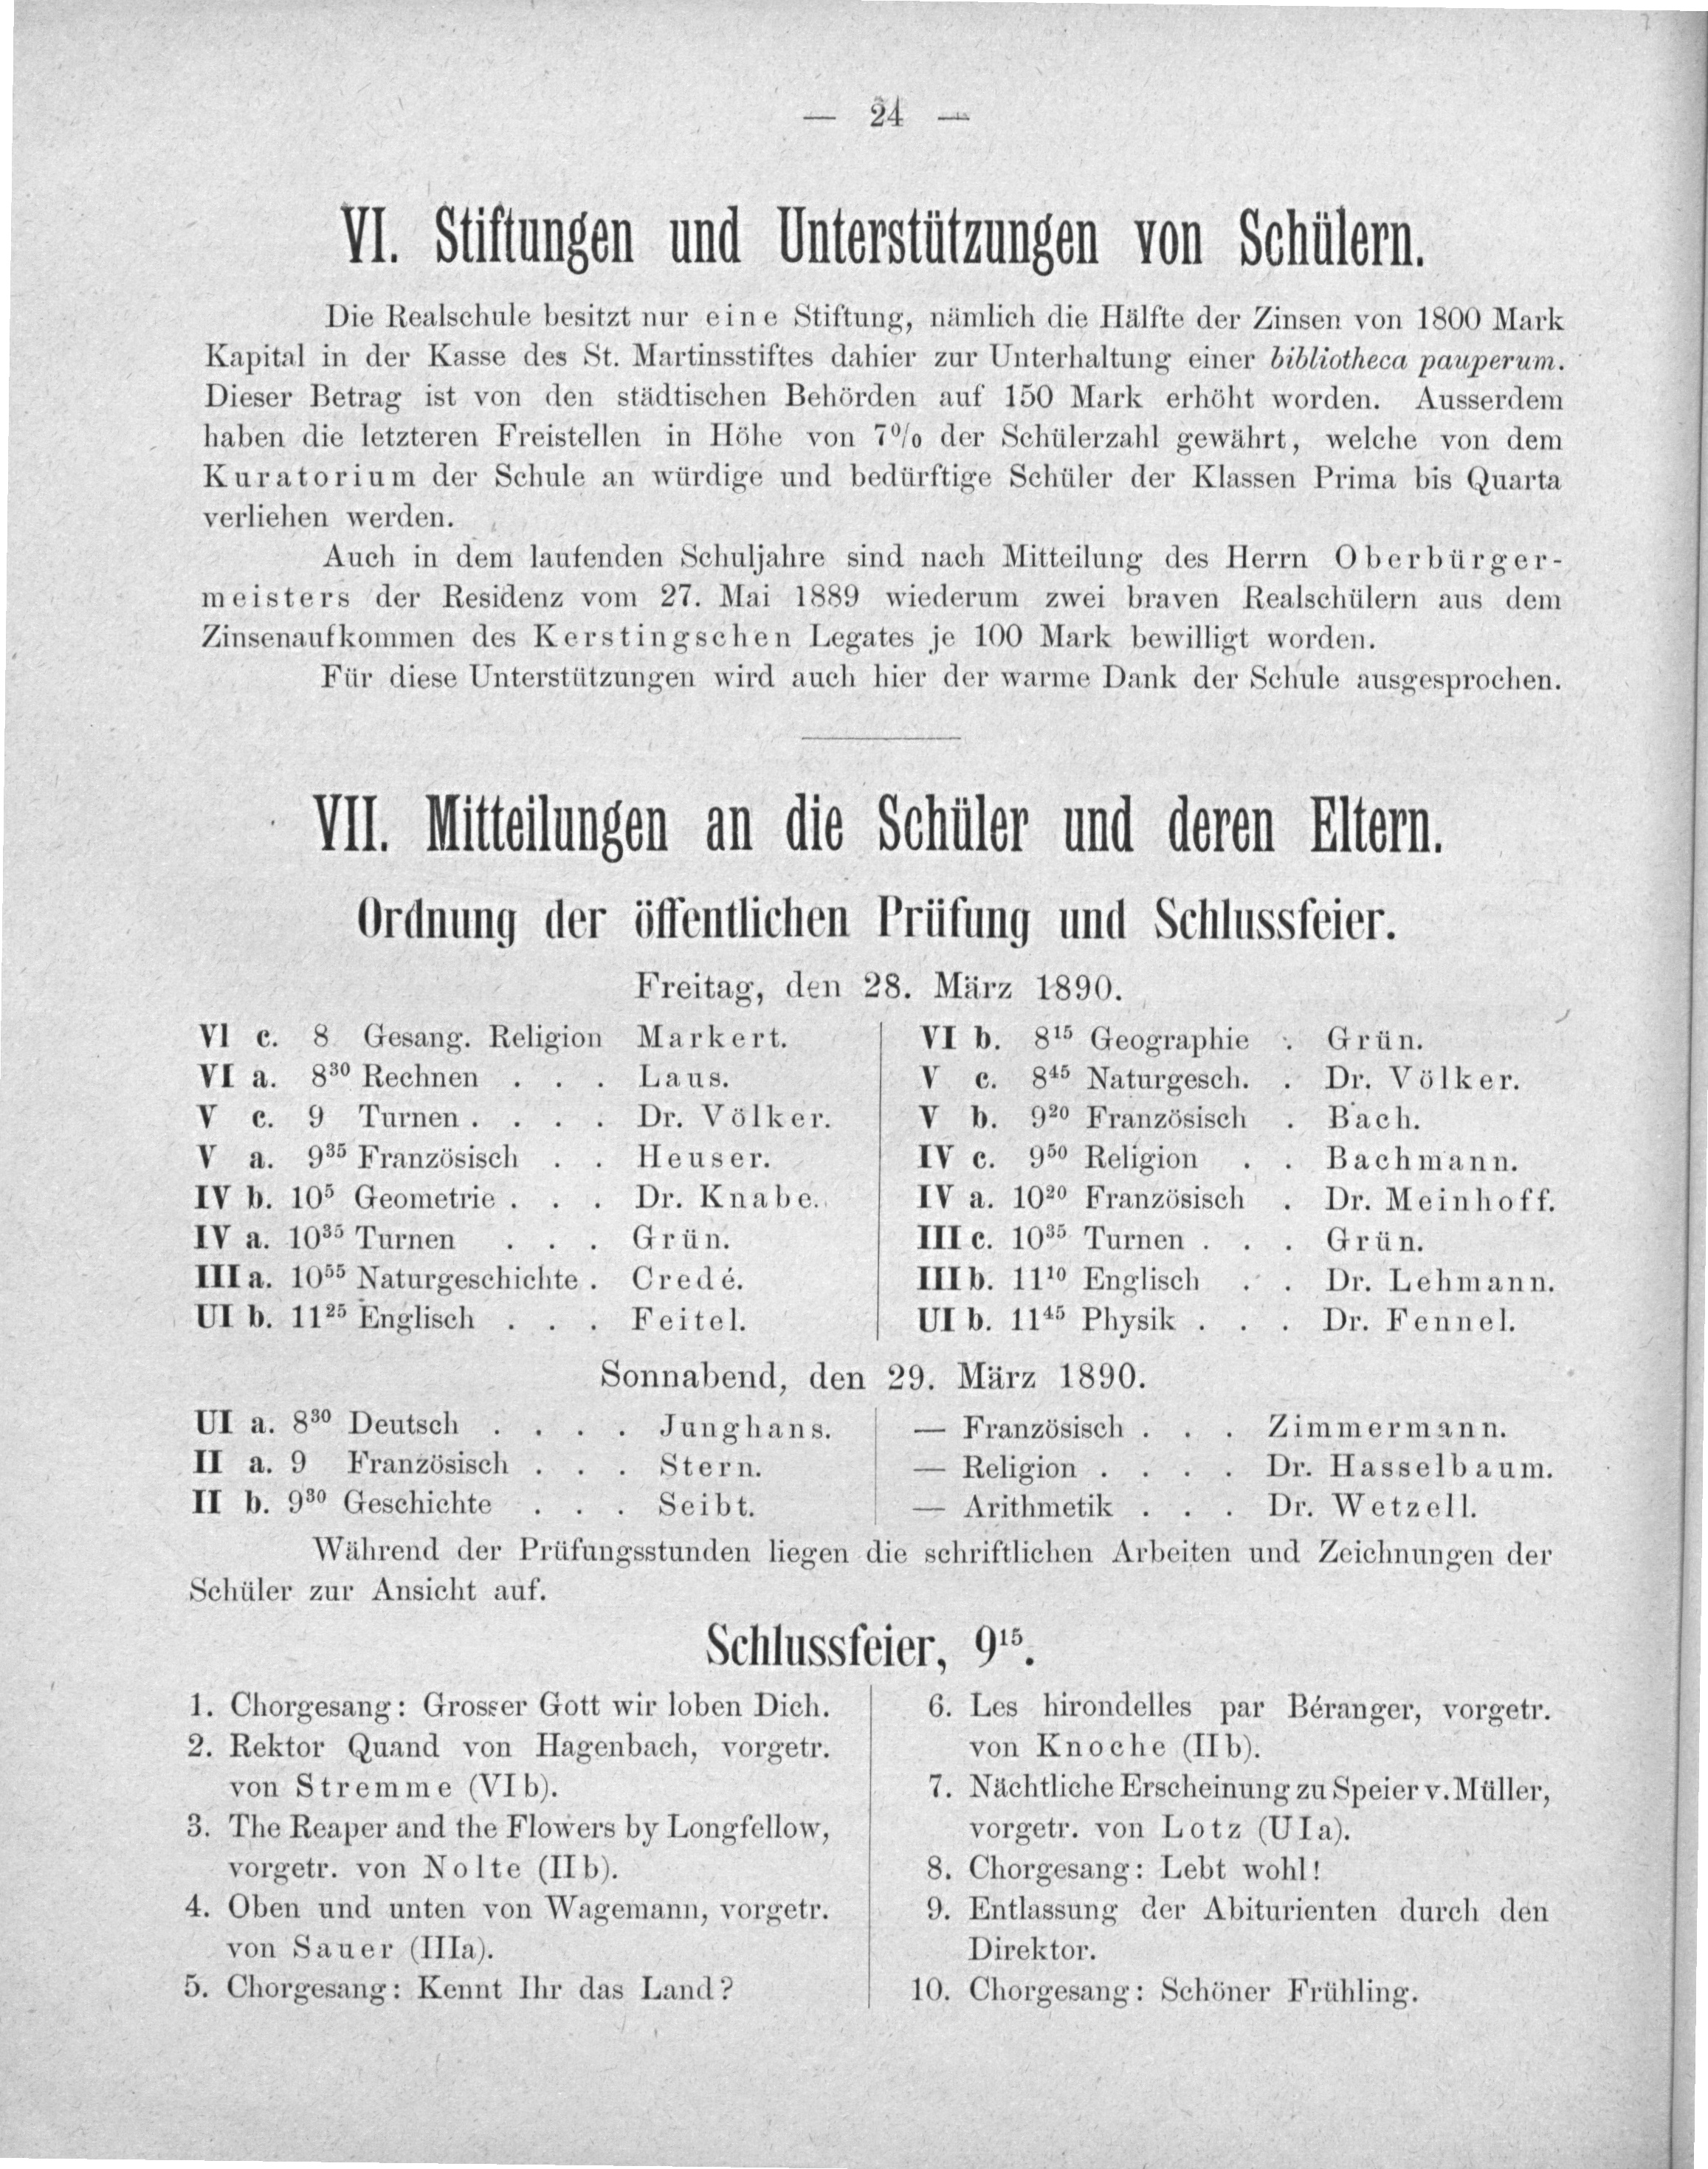 — 24 —
VI. Stiftungen und Unterstützungen von Schülern.
Die Realschule besitzt nur eine Stiftung, nämlich die Hälfte der Zinsen von 1800 Mark
Kapital in der Kasse des St. Martinsstiftes dahier zur Unterhaltung einer bibliotheca pauperum.
Dieser Betrag ist von den städtischen Behörden auf 150 Mark erhöht worden. Ausserdem
haben die letzteren Freistellen in Höhe von 7% der Schülerzahl gewährt, welche von dem
Kuratorium der Schule an würdige und bedürftige Schüler der Klassen Prima bis Quarta
verliehen werden.
Auch in dem laufenden Schuljahre sind nach Mitteilung des Herrn Oberbürger-
meisters der Residenz vom 27. Mai 1889 wiederum zwei braven Realschülern aus dem
Zinsenaufkommen des Kerstingschen Legates je 100 Mark bewilligt worden.
Für diese Unterstützungen wird auch hier der warme Dank der Schule ausgesprochen.
VII. Mitteilungen an die Schüler und deren Eltern.
Ordnung der öffentlichen Prüfung und Schlussfeier.
Freitag, den 28. März 1890.
VI c. 8 Gesang. Religion Markert.
VI a. 8³⁰ Rechnen . . . Laus.
V c. 9 Turnen . . . . Dr. Völker.
V a. 9³⁵ Französisch . . Heuser.
IV b. 10⁵ Geometrie . . . Dr. Knabe.
IV a. 10³⁵ Turnen . . . Grün.
III a. 10⁵⁵ Naturgeschichte . Credé.
UI b. 11²⁵ Englisch . . . Feitel.
VI b. 8¹⁵ Geographie . Grün.
V c. 8⁴⁵ Naturgesch. . Dr. Völker.
V b. 9²⁰ Französisch . Bach.
IV c. 9⁵⁰ Religion . . Bachmann.
IV a. 10²⁰ Französisch . Dr. Meinhoff.
III c. 10³⁵ Turnen . . . Grün.
III b. 11¹⁰ Englisch . . Dr. Lehmann.
UI b. 11⁴⁵ Physik . . . Dr. Fennel.
Sonnabend, den 29. März 1890.
UI a. 8³⁰ Deutsch . . . . Junghans.
II a. 9 Französisch . . . Stern.
II b. 9³⁰ Geschichte . . . Seibt.
— Französisch . . . Zimmermann.
— Religion . . . . Dr. Hasselbaum.
— Arithmetik . . . Dr. Wetzell.
Während der Prüfungsstunden liegen die schriftlichen Arbeiten und Zeichnungen der
Schüler zur Ansicht auf.
Schlussfeier, 9¹⁵.
1. Chorgesang: Grosser Gott wir loben Dich.
2. Rektor Quand von Hagenbach, vorgetr.
von Stremme (VI b).
3. The Reaper and the Flowers by Longfellow,
vorgetr. von Nolte (II b).
4. Oben und unten von Wagemann, vorgetr.
von Sauer (IIIa).
5. Chorgesang: Kennt Ihr das Land?
6. Les hirondelles par Béranger, vorgetr.
von Knoche (II b).
7. Nächtliche Erscheinung zu Speier v. Müller,
vorgetr. von Lotz (UIa).
8. Chorgesang: Lebt wohl!
9. Entlassung der Abiturienten durch den
Direktor.
10. Chorgesang: Schöner Frühling.